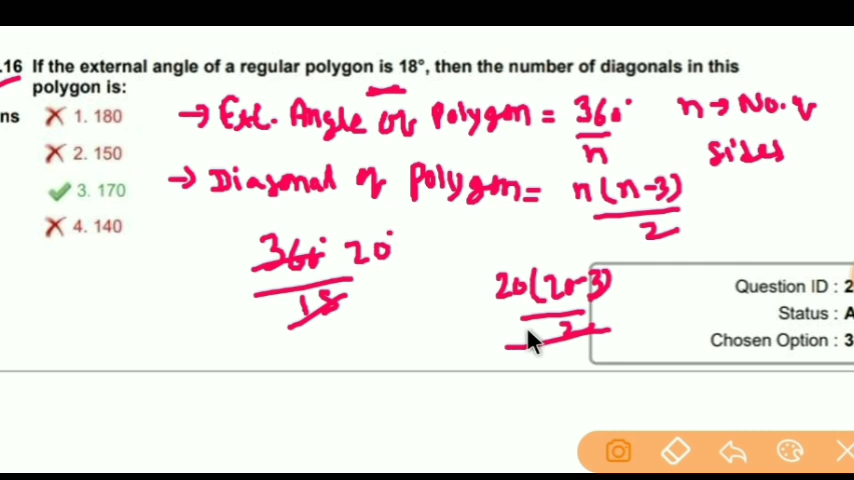 .16 If the external angle of a regular polygon is 18°, then the number of diagonals in this
polygon is:
ns
1. 180
2. 150
3. 170
4. 140
→ Ext. Angle of Polygon = 360°/n
n → No. of
sides
→ Diagonal of Polygon = n(n-3)/2
360°/18 20°
20(20-3)/2
Question ID : 2
Status : A
Chosen Option : 3